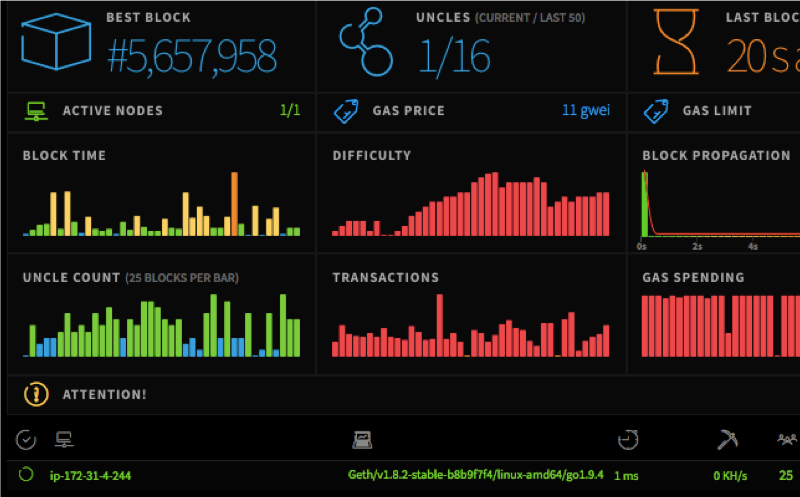 BEST BLOCK
#5,657,958
UNCLES (CURRENT / LAST 50)
1/16
LAST BLOC
20 s a
ACTIVE NODES 1/1
GAS PRICE 11 gwei
GAS LIMIT
BLOCK TIME
DIFFICULTY
BLOCK PROPAGATION
0s 2s 4s
UNCLE COUNT (25 BLOCKS PER BAR)
TRANSACTIONS
GAS SPENDING
ATTENTION!
ip-172-31-4-244 Geth/v1.8.2-stable-b8b9f7f4/linux-amd64/go1.9.4 1 ms 0 KH/s 25